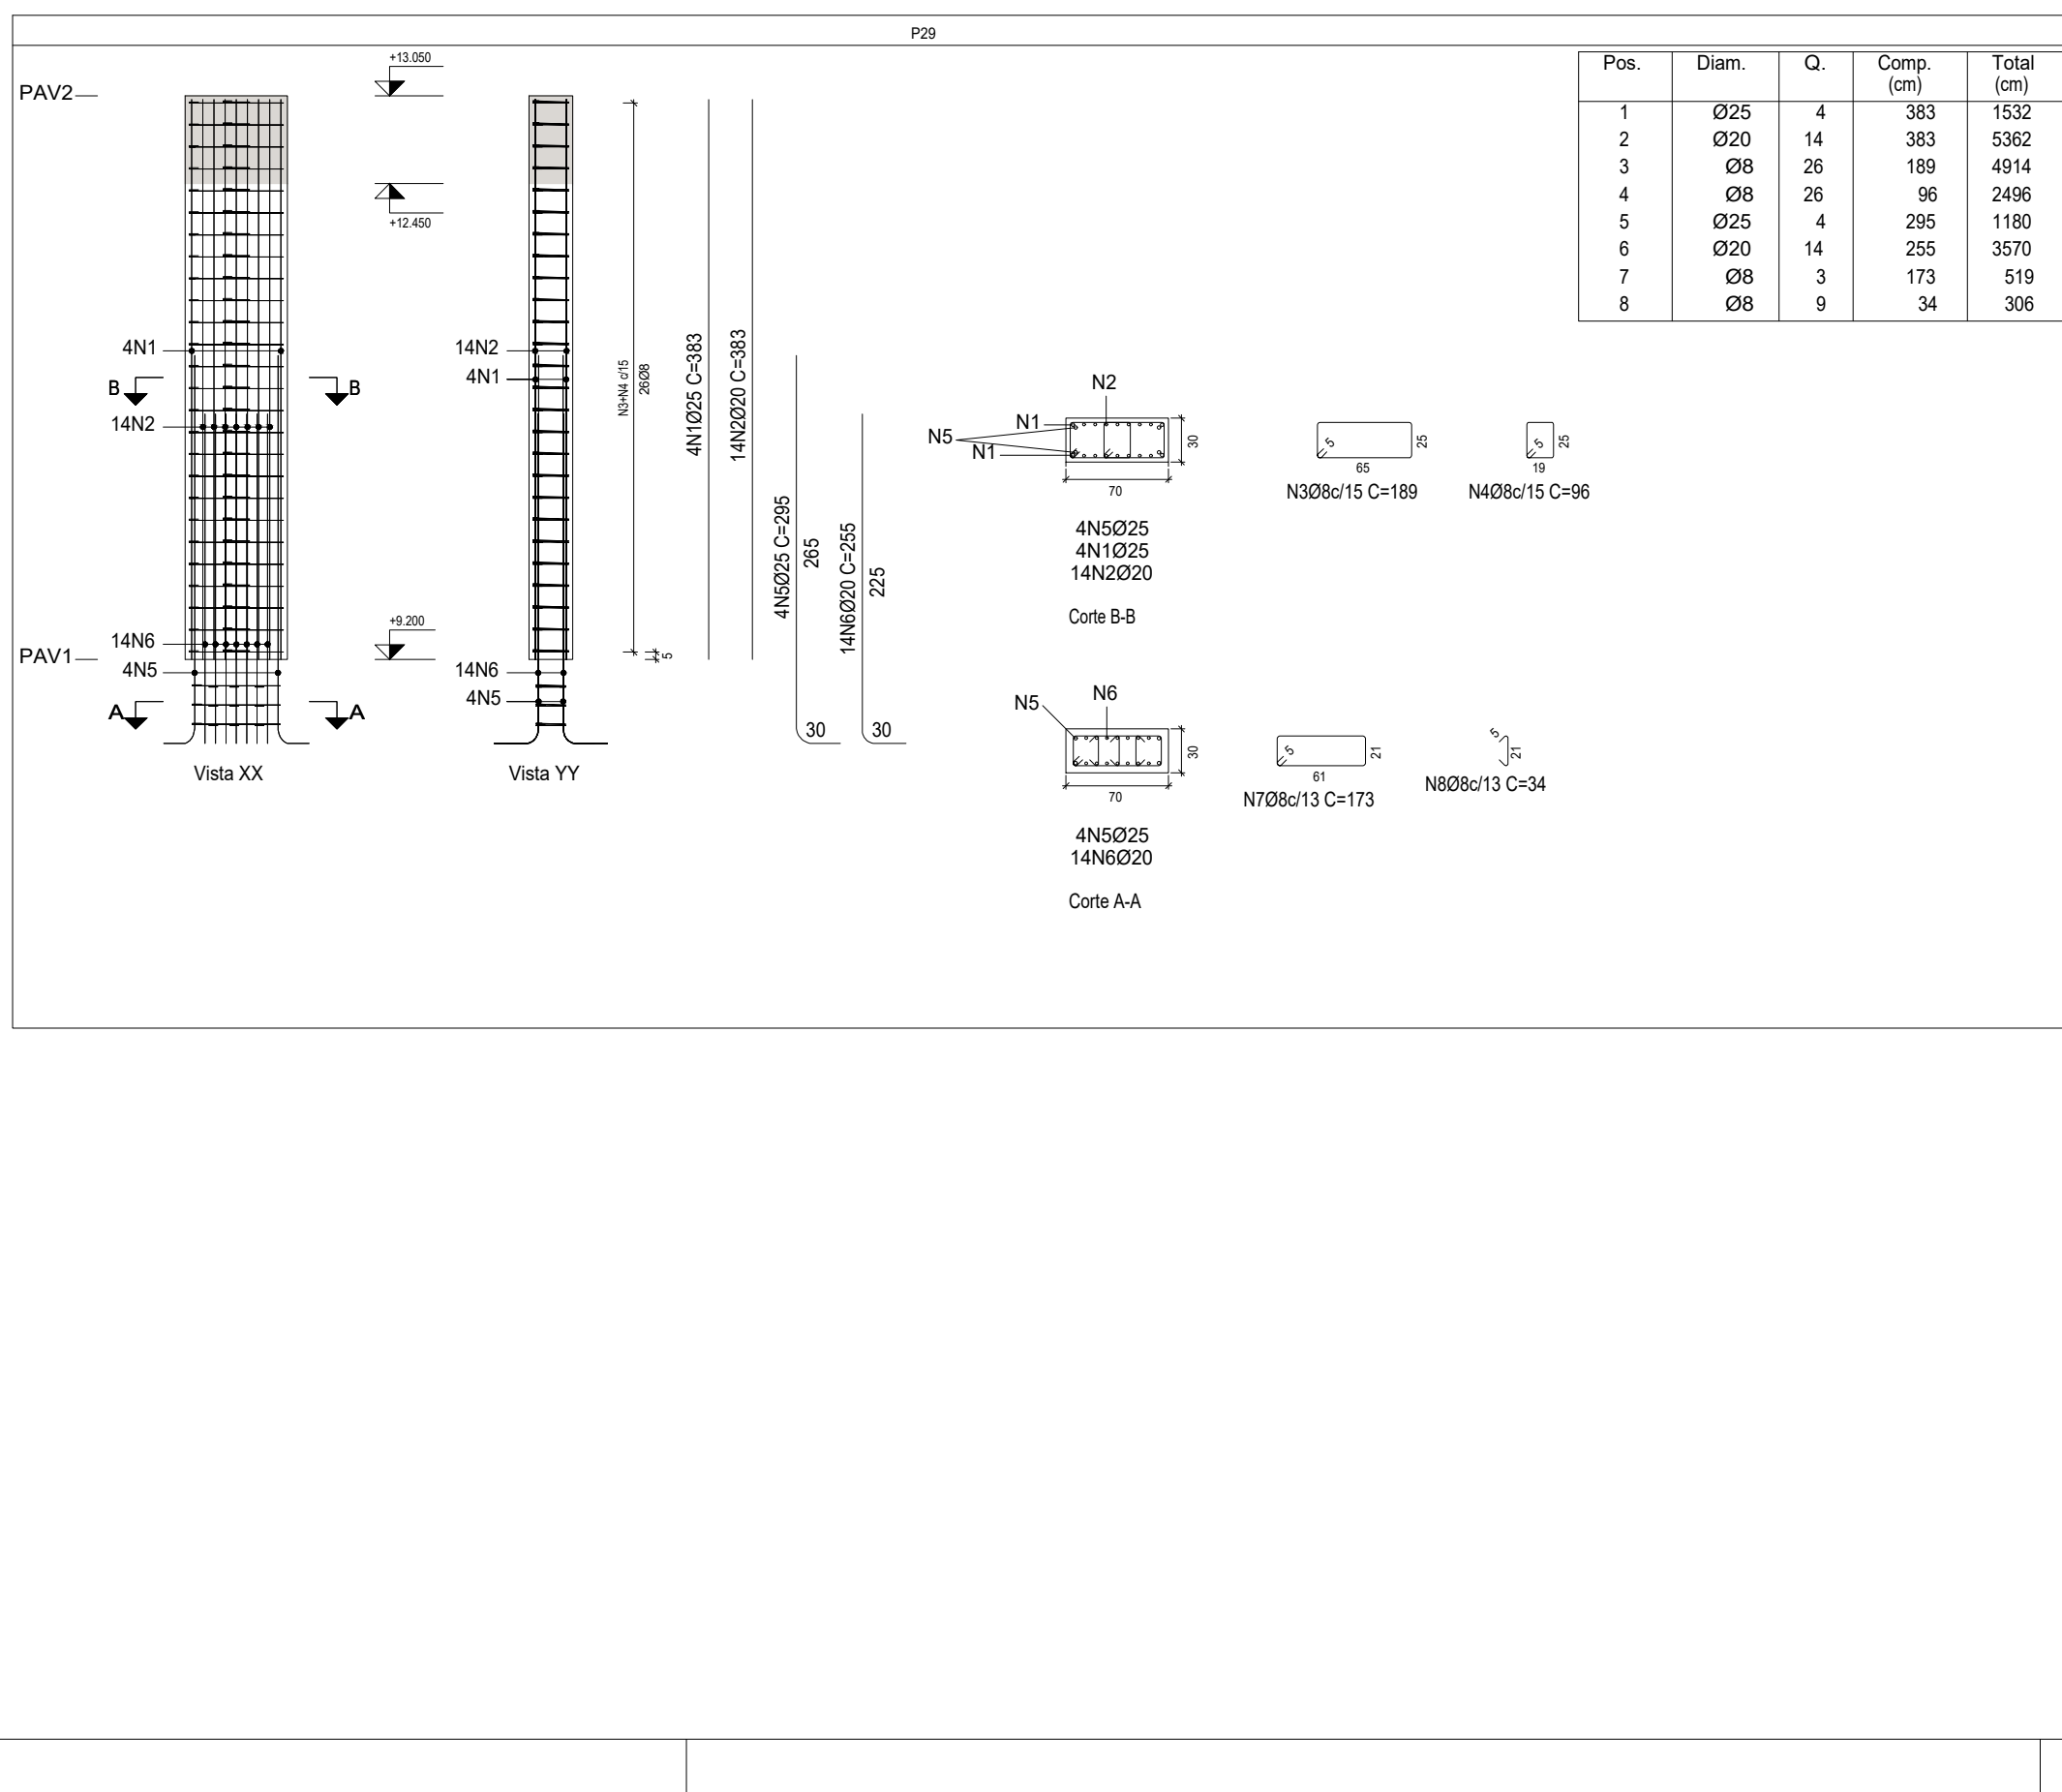 P29
PAV2
+13.050
+12.450
4N1
B
B
14N2
14N6
PAV1
4N5
A
A
Vista XX
+9.200
14N2
4N1
14N6
4N5
Vista YY
N3+N4 c/15
26Ø8
5
4N1Ø25 C=383
14N2Ø20 C=383
4N5Ø25 C=295
265
30
14N6Ø20 C=255
225
30
N2
N1
N5
N1
30
70
4N5Ø25
4N1Ø25
14N2Ø20
Corte B-B
5
25
65
N3Ø8c/15 C=189
5
25
19
N4Ø8c/15 C=96
N5
N6
30
70
4N5Ø25
14N6Ø20
Corte A-A
5
21
61
N7Ø8c/13 C=173
5
21
N8Ø8c/13 C=34
Pos. Diam. Q. Comp. (cm) Total (cm)
1 Ø25 4 383 1532
2 Ø20 14 383 5362
3 Ø8 26 189 4914
4 Ø8 26 96 2496
5 Ø25 4 295 1180
6 Ø20 14 255 3570
7 Ø8 3 173 519
8 Ø8 9 34 306